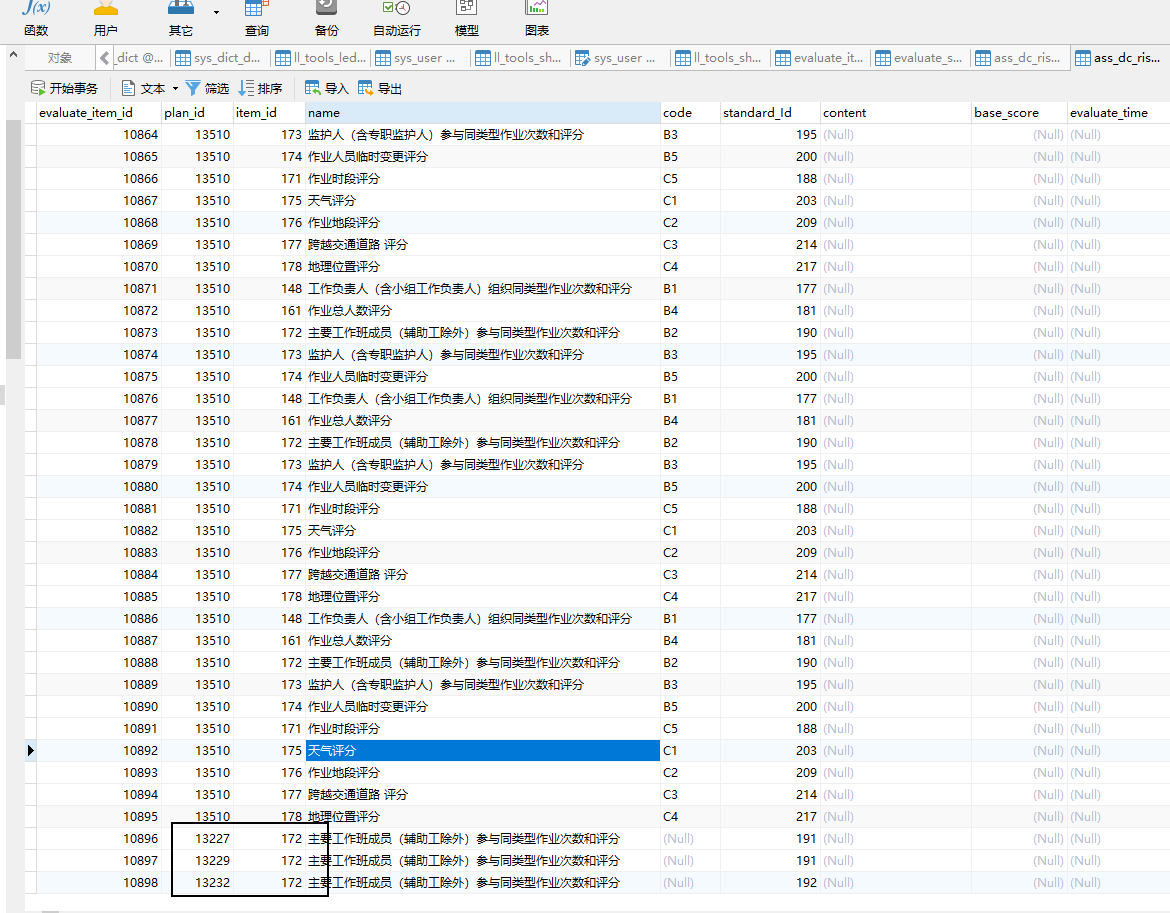 函数 用户 其它 查询 备份 自动运行 模型 图表
对象 _dict @... sys_dict_d... ll_tools_led... sys_user ... ll_tools_sh... sys_user ... ll_tools_sh... evaluate_it... evaluate_s... ass_dc_ris... ass_dc_ris...
开始事务 文本 筛选 排序 导入 导出
evaluate_item_id plan_id item_id name code standard_Id content base_score evaluate_time
10864 13510 173 监护人（含专职监护人）参与同类型作业次数和评分 B3 195 (Null) (Null) (Null)
10865 13510 174 作业人员临时变更评分 B5 200 (Null) (Null) (Null)
10866 13510 171 作业时段评分 C5 188 (Null) (Null) (Null)
10867 13510 175 天气评分 C1 203 (Null) (Null) (Null)
10868 13510 176 作业地段评分 C2 209 (Null) (Null) (Null)
10869 13510 177 跨越交通道路 评分 C3 214 (Null) (Null) (Null)
10870 13510 178 地理位置评分 C4 217 (Null) (Null) (Null)
10871 13510 148 工作负责人（含小组工作负责人）组织同类型作业次数和评分 B1 177 (Null) (Null) (Null)
10872 13510 161 作业总人数评分 B4 181 (Null) (Null) (Null)
10873 13510 172 主要工作班成员（辅助工除外）参与同类型作业次数和评分 B2 190 (Null) (Null) (Null)
10874 13510 173 监护人（含专职监护人）参与同类型作业次数和评分 B3 195 (Null) (Null) (Null)
10875 13510 174 作业人员临时变更评分 B5 200 (Null) (Null) (Null)
10876 13510 148 工作负责人（含小组工作负责人）组织同类型作业次数和评分 B1 177 (Null) (Null) (Null)
10877 13510 161 作业总人数评分 B4 181 (Null) (Null) (Null)
10878 13510 172 主要工作班成员（辅助工除外）参与同类型作业次数和评分 B2 190 (Null) (Null) (Null)
10879 13510 173 监护人（含专职监护人）参与同类型作业次数和评分 B3 195 (Null) (Null) (Null)
10880 13510 174 作业人员临时变更评分 B5 200 (Null) (Null) (Null)
10881 13510 171 作业时段评分 C5 188 (Null) (Null) (Null)
10882 13510 175 天气评分 C1 203 (Null) (Null) (Null)
10883 13510 176 作业地段评分 C2 209 (Null) (Null) (Null)
10884 13510 177 跨越交通道路 评分 C3 214 (Null) (Null) (Null)
10885 13510 178 地理位置评分 C4 217 (Null) (Null) (Null)
10886 13510 148 工作负责人（含小组工作负责人）组织同类型作业次数和评分 B1 177 (Null) (Null) (Null)
10887 13510 161 作业总人数评分 B4 181 (Null) (Null) (Null)
10888 13510 172 主要工作班成员（辅助工除外）参与同类型作业次数和评分 B2 190 (Null) (Null) (Null)
10889 13510 173 监护人（含专职监护人）参与同类型作业次数和评分 B3 195 (Null) (Null) (Null)
10890 13510 174 作业人员临时变更评分 B5 200 (Null) (Null) (Null)
10891 13510 171 作业时段评分 C5 188 (Null) (Null) (Null)
10892 13510 175 天气评分 C1 203 (Null) (Null) (Null)
10893 13510 176 作业地段评分 C2 209 (Null) (Null) (Null)
10894 13510 177 跨越交通道路 评分 C3 214 (Null) (Null) (Null)
10895 13510 178 地理位置评分 C4 217 (Null) (Null) (Null)
10896 13227 172 主要工作班成员（辅助工除外）参与同类型作业次数和评分 (Null) 191 (Null) (Null) (Null)
10897 13229 172 主要工作班成员（辅助工除外）参与同类型作业次数和评分 (Null) 191 (Null) (Null) (Null)
10898 13232 172 主要工作班成员（辅助工除外）参与同类型作业次数和评分 (Null) 192 (Null) (Null) (Null)